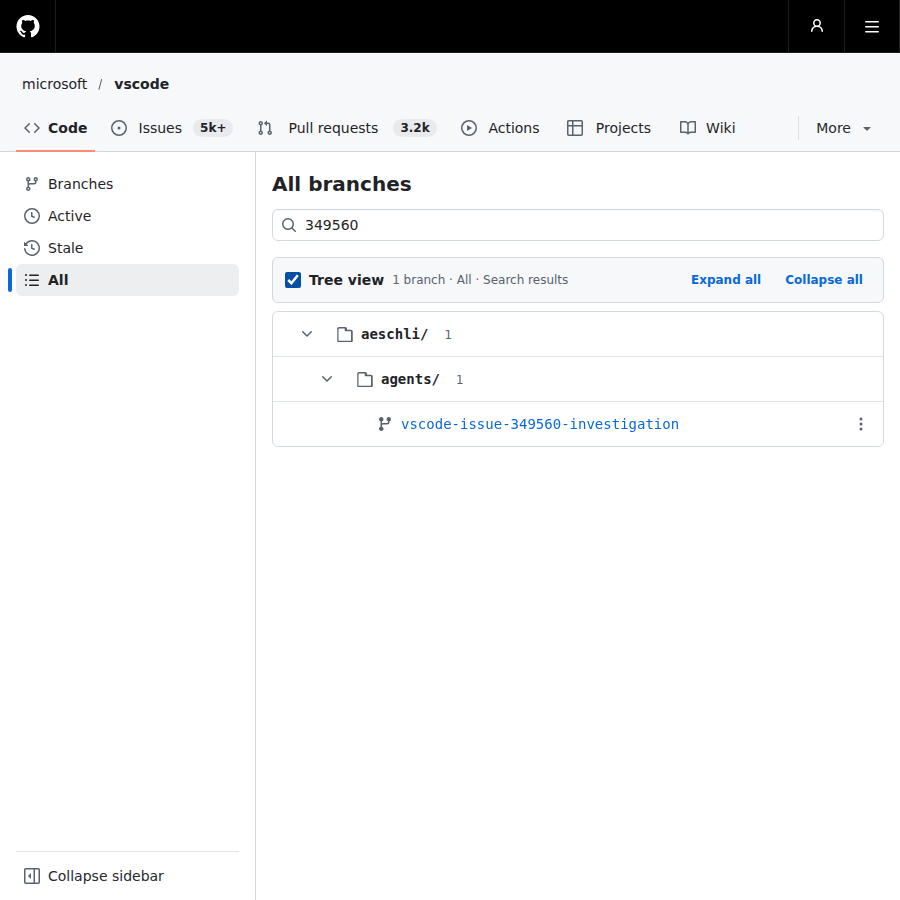 microsoft / vscode
Code Issues 5k+ Pull requests 3.2k Actions Projects Wiki More
Branches
Active
Stale
All
All branches
349560
Tree view 1 branch · All · Search results Expand all Collapse all
aeschli/ 1
agents/ 1
vscode-issue-349560-investigation
Collapse sidebar